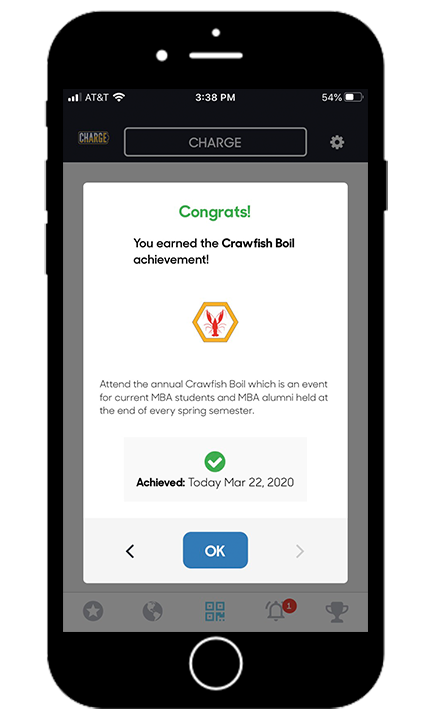 AT&T 3:38 PM 54%
CHARGE CHARGE
Congrats!
You earned the Crawfish Boil
achievement!
Attend the annual Crawfish Boil which is an event
for current MBA students and MBA alumni held at
the end of every spring semester.
Achieved: Today Mar 22, 2020
OK
1